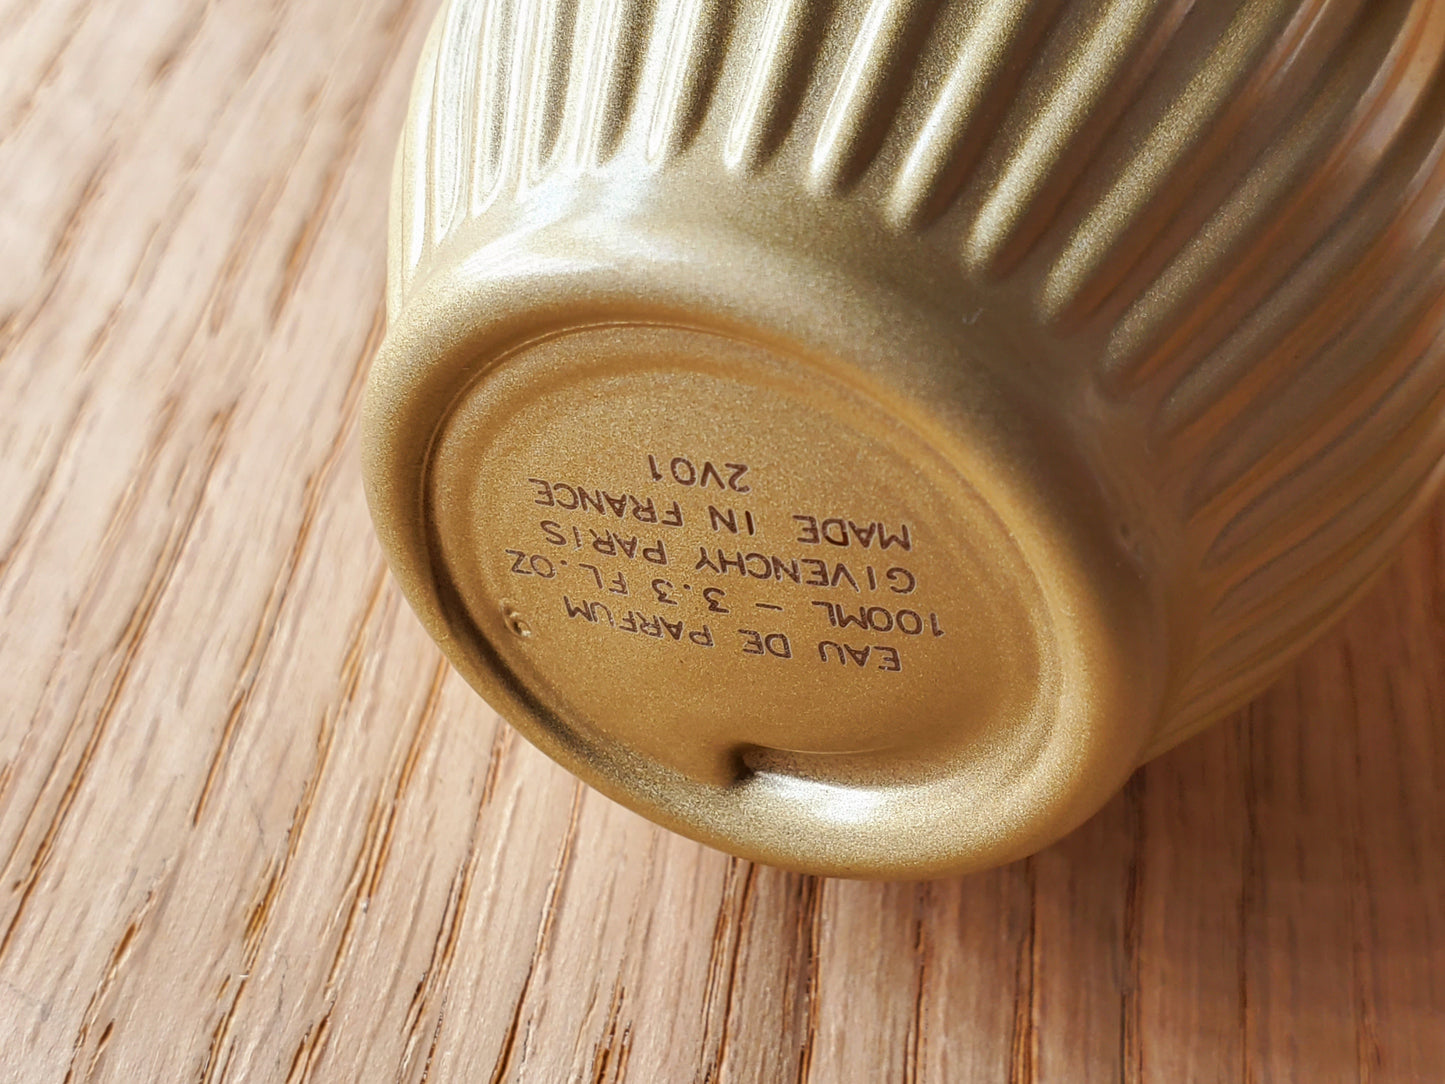 EAU DE PARFUM
100ML - 3.3 FL.OZ
GIVENCHY PARIS
MADE IN FRANCE
2V01